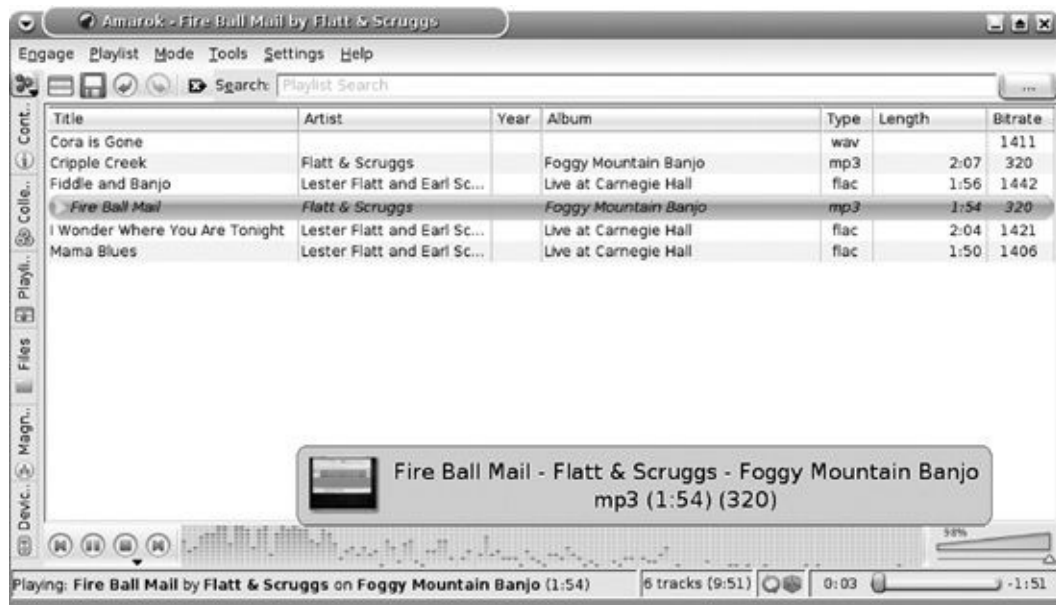 Amarok - Fire Ball Mail by Flatt & Scruggs
Engage Playlist Mode Tools Settings Help
Search: Playlist Search ...
Title Artist Year Album Type Length Bitrate
Cora is Gone wav 1411
Cripple Creek Flatt & Scruggs Foggy Mountain Banjo mp3 2:07 320
Fiddle and Banjo Lester Flatt and Earl Sc... Live at Carnegie Hall flac 1:56 1442
Fire Ball Mail Flatt & Scruggs Foggy Mountain Banjo mp3 1:54 320
I Wonder Where You Are Tonight Lester Flatt and Earl Sc... Live at Carnegie Hall flac 2:04 1421
Mama Blues Lester Flatt and Earl Sc... Live at Carnegie Hall flac 1:50 1406
Cont..
Colle..
Playli..
Files
Magn..
Devic..
Fire Ball Mail - Flatt & Scruggs - Foggy Mountain Banjo
mp3 (1:54) (320)
98%
Playing: Fire Ball Mail by Flatt & Scruggs on Foggy Mountain Banjo (1:54) 6 tracks (9:51) 0:03 -1:51